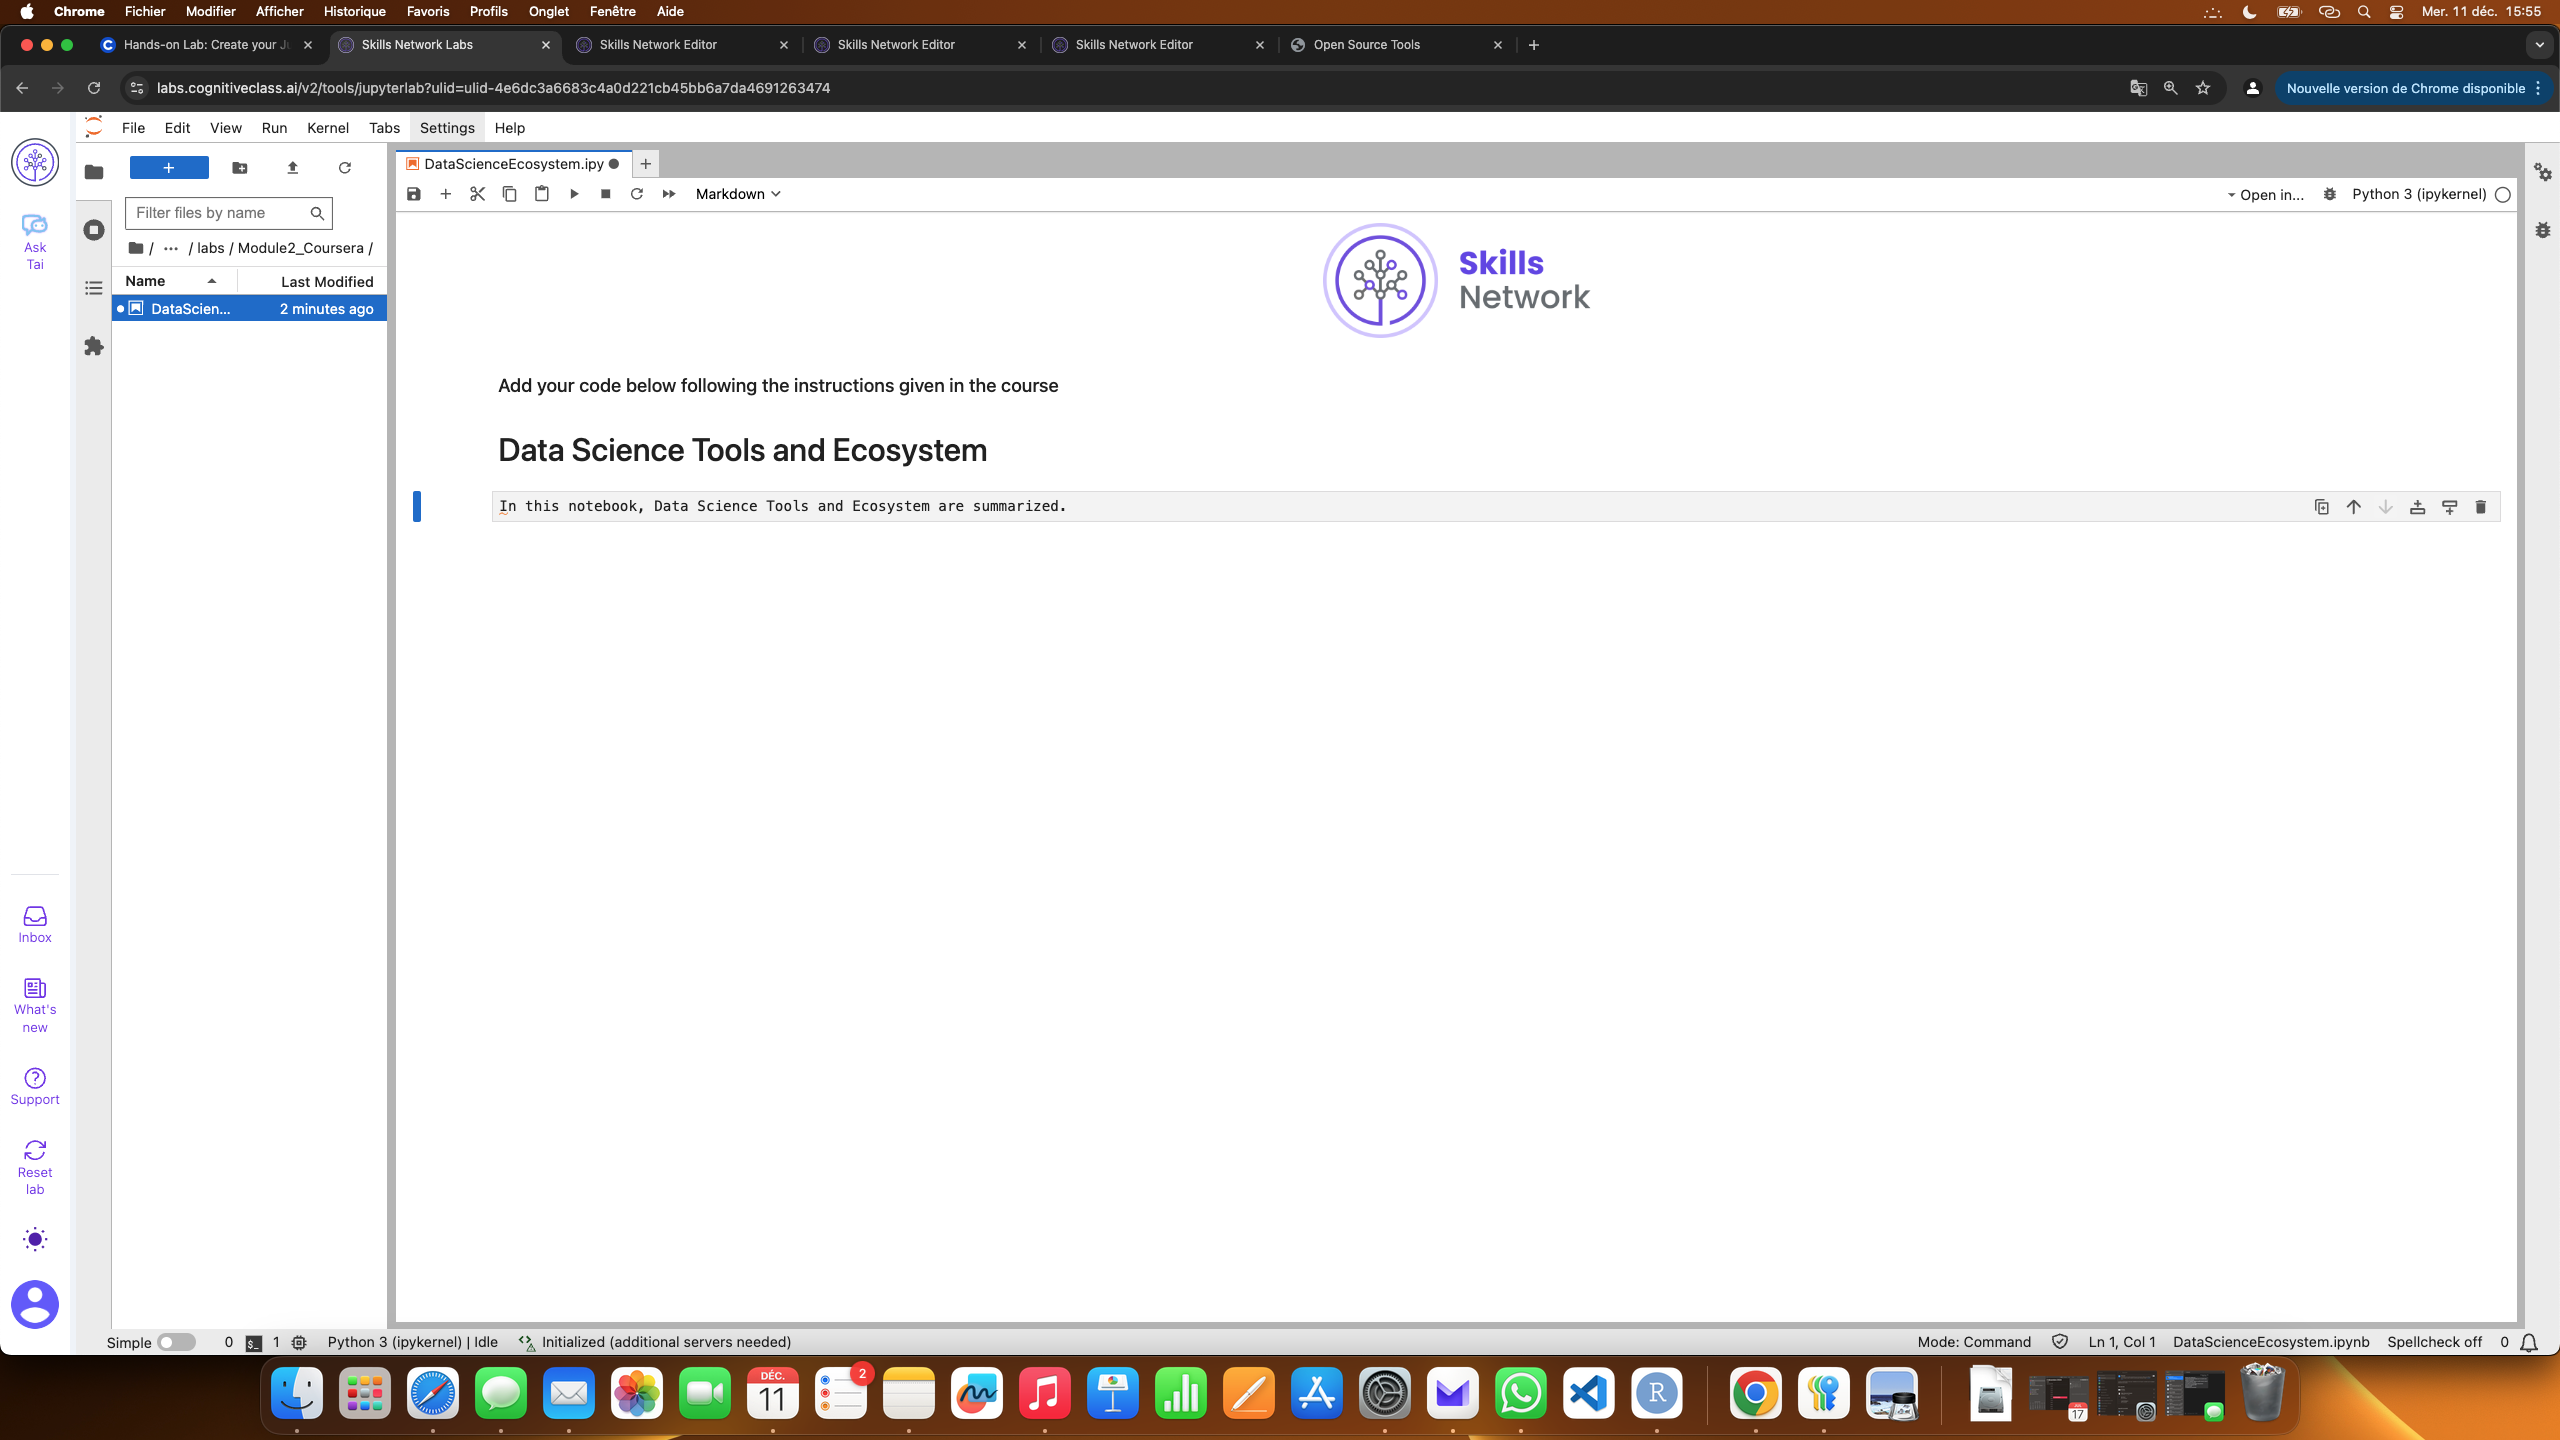 Chrome Fichier Modifier Afficher Historique Favoris Profils Onglet Fenêtre Aide Mer. 11 déc. 15:55
Hands-on Lab: Create your Ju Skills Network Labs Skills Network Editor Skills Network Editor Skills Network Editor Open Source Tools
labs.cognitiveclass.ai/v2/tools/jupyterlab?ulid=ulid-4e6dc3a6683c4a0d221cb45bb6a7da4691263474 Nouvelle version de Chrome disponible
File Edit View Run Kernel Tabs Settings Help
Ask
Tai
Inbox
What's
new
Support
Reset
lab
Filter files by name
/ ··· / labs / Module2_Coursera /
Name Last Modified
DataScien... 2 minutes ago
DataScienceEcosystem.ipy
Markdown Open in... Python 3 (ipykernel)
Skills
Network
Add your code below following the instructions given in the course
Data Science Tools and Ecosystem
In this notebook, Data Science Tools and Ecosystem are summarized.
Simple 0 $_ 1 Python 3 (ipykernel) | Idle Initialized (additional servers needed) Mode: Command Ln 1, Col 1 DataScienceEcosystem.ipynb Spellcheck off 0
DÉC.
11
2
R
17